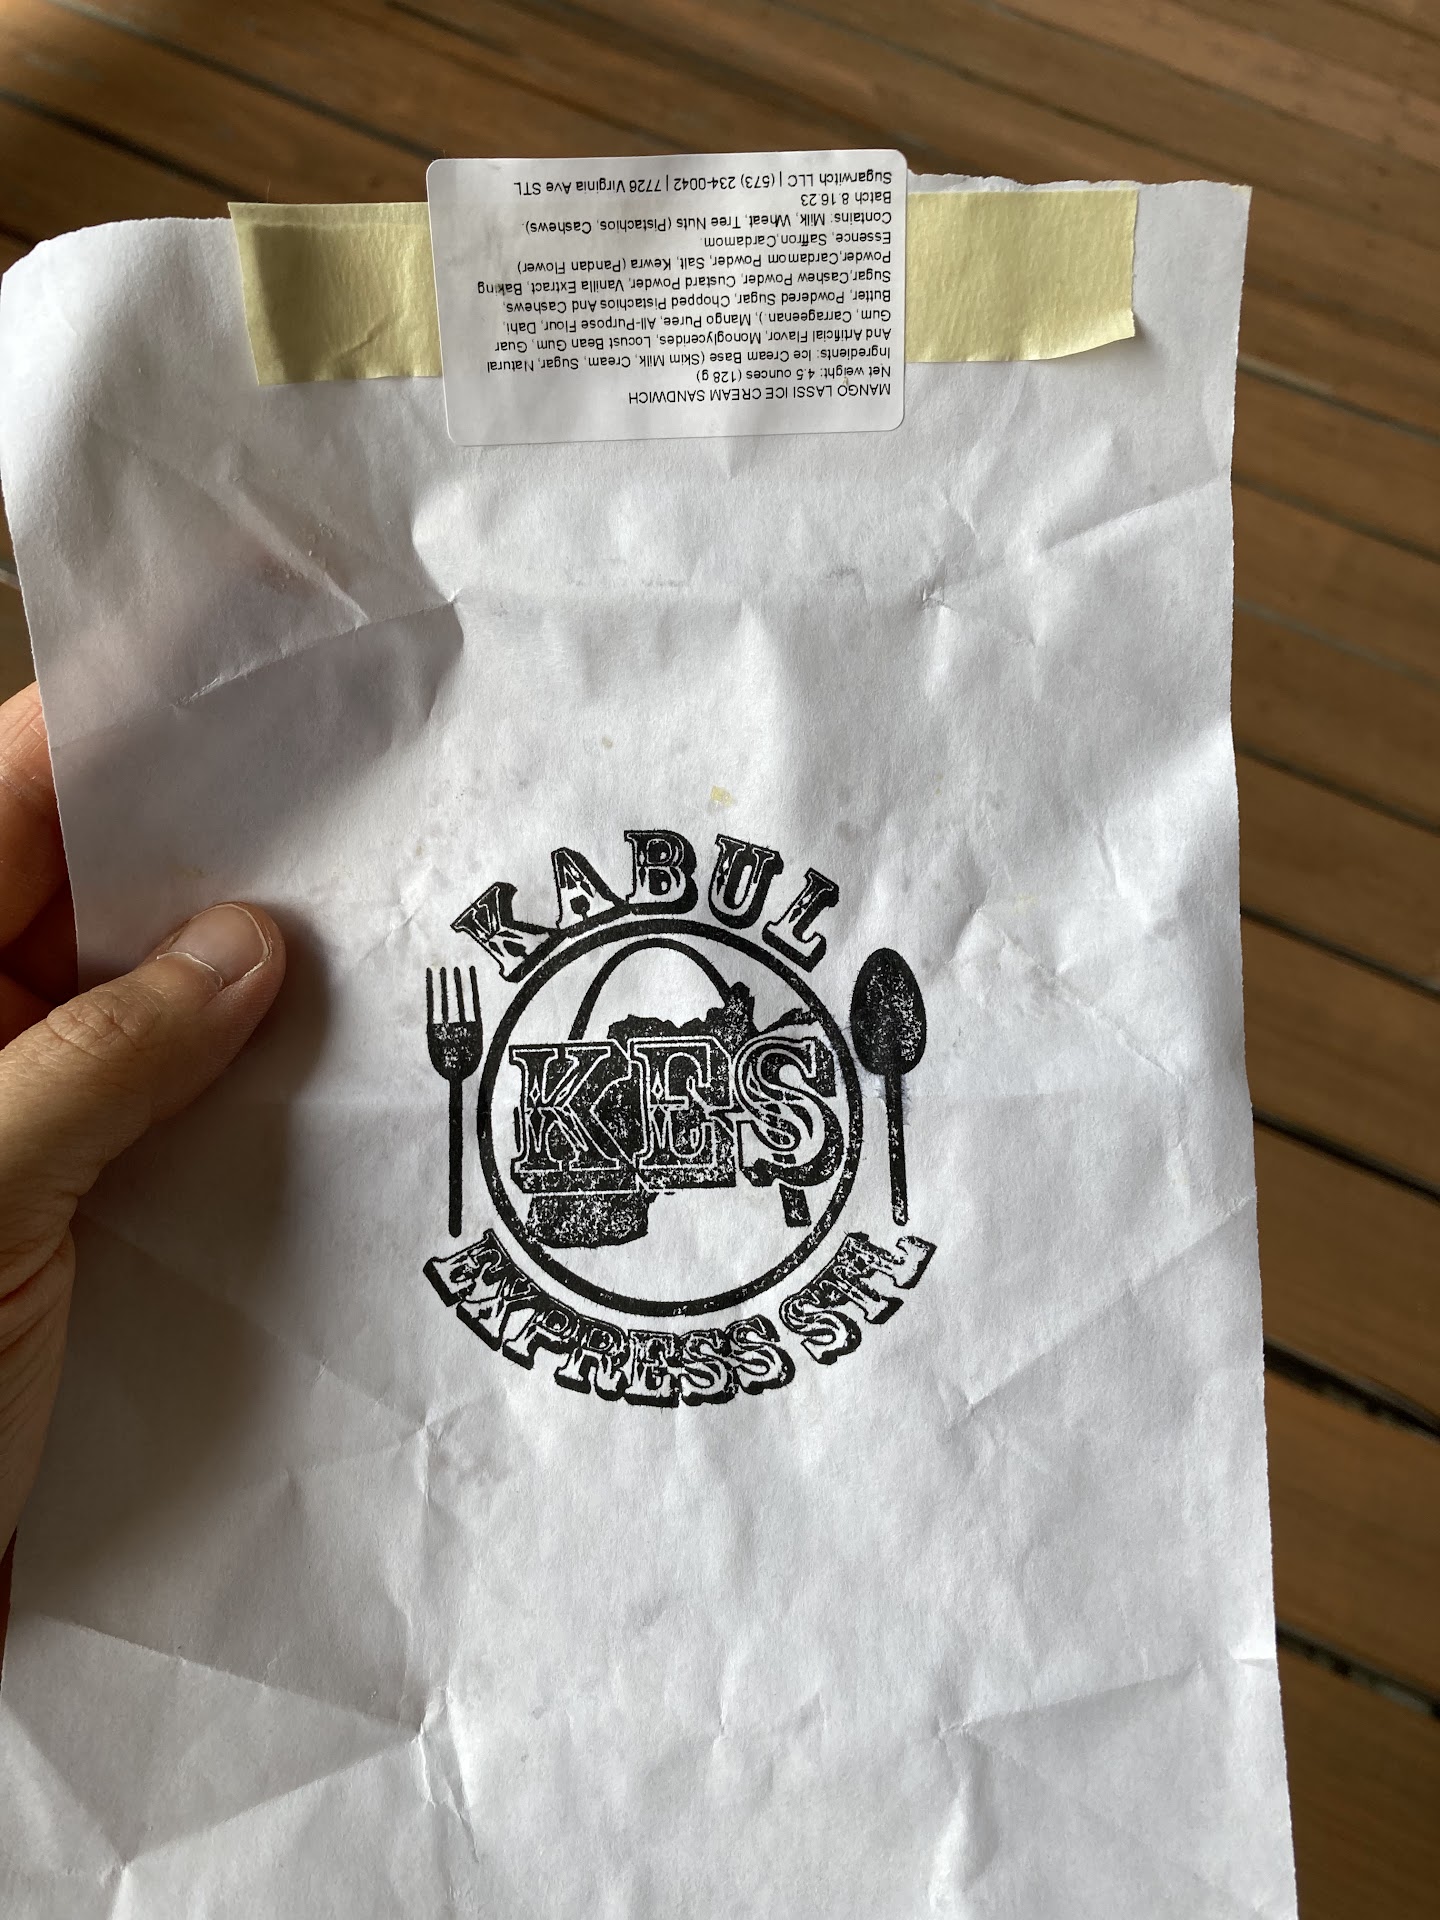 MANGO LASSI ICE CREAM SANDWICH
Net weight: 4.5 ounces (128 g)
Ingredients: Ice Cream Base (Skim Milk, Cream, Sugar, Natural
And Artificial Flavor, Monoglycerides, Locust Bean Gum, Guar
Gum, Carrageenan ), Mango Puree, All-Purpose Flour, Dahi,
Butter, Powdered Sugar, Chopped Pistachios And Cashews,
Sugar,Cashew Powder, Custard Powder, Vanilla Extract, Baking
Powder,Cardamom Powder, Salt, Kewra (Pandan Flower)
Essence, Saffron,Cardamom.
Contains: Milk, Wheat, Tree Nuts (Pistachios, Cashews).
Batch 8.16.23
Sugarwitch LLC | (573) 234-0042 | 7726 Virginia Ave STL
KABUL
KES
EXPRESS STL